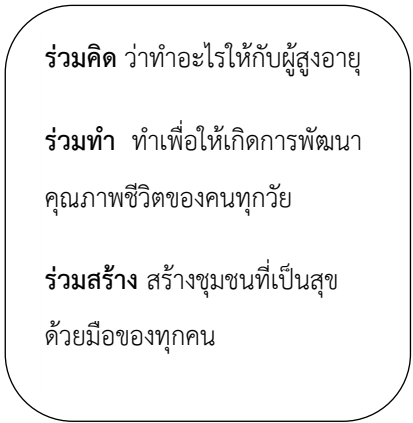 ร่วมคิด ว่าทำอะไรให้กับผู้สูงอายุ
ร่วมทำ ทำเพื่อให้เกิดการพัฒนา
คุณภาพชีวิตของคนทุกวัย
ร่วมสร้าง สร้างชุมชนที่เป็นสุข
ด้วยมือของทุกคน